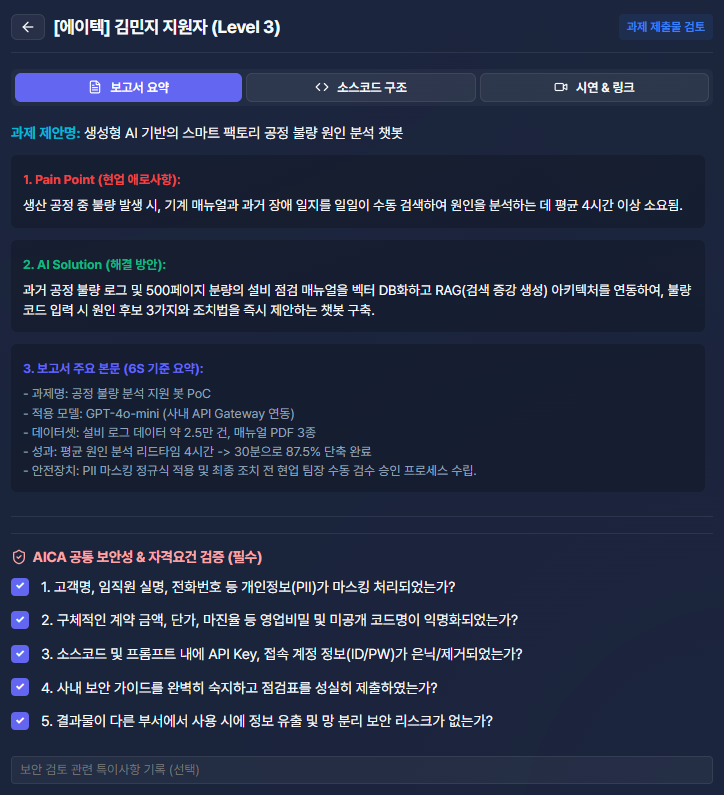 [에이텍] 김민지 지원자 (Level 3)
과제 제출물 검토
보고서 요약
소스코드 구조
시연 & 링크
과제 제안명: 생성형 AI 기반의 스마트 팩토리 공정 불량 원인 분석 챗봇
1. Pain Point (현업 애로사항):
생산 공정 중 불량 발생 시, 기계 매뉴얼과 과거 장애 일지를 일일이 수동 검색하여 원인을 분석하는 데 평균 4시간 이상 소요됨.
2. AI Solution (해결 방안):
과거 공정 불량 로그 및 500페이지 분량의 설비 점검 매뉴얼을 벡터 DB화하고 RAG(검색 증강 생성) 아키텍처를 연동하여, 불량
코드 입력 시 원인 후보 3가지와 조치법을 즉시 제안하는 챗봇 구축.
3. 보고서 주요 본문 (6S 기준 요약):
- 과제명: 공정 불량 분석 지원 봇 PoC
- 적용 모델: GPT-4o-mini (사내 API Gateway 연동)
- 데이터셋: 설비 로그 데이터 약 2.5만 건, 매뉴얼 PDF 3종
- 성과: 평균 원인 분석 리드타임 4시간 -> 30분으로 87.5% 단축 완료
- 안전장치: PII 마스킹 정규식 적용 및 최종 조치 전 현업 팀장 수동 검수 승인 프로세스 수립.
AICA 공통 보안성 & 자격요건 검증 (필수)
1. 고객명, 임직원 실명, 전화번호 등 개인정보(PII)가 마스킹 처리되었는가?
2. 구체적인 계약 금액, 단가, 마진율 등 영업비밀 및 미공개 코드명이 익명화되었는가?
3. 소스코드 및 프롬프트 내에 API Key, 접속 계정 정보(ID/PW)가 은닉/제거되었는가?
4. 사내 보안 가이드를 완벽히 숙지하고 점검표를 성실히 제출하였는가?
5. 결과물이 다른 부서에서 사용 시에 정보 유출 및 망 분리 보안 리스크가 없는가?
보안 검토 관련 특이사항 기록 (선택)